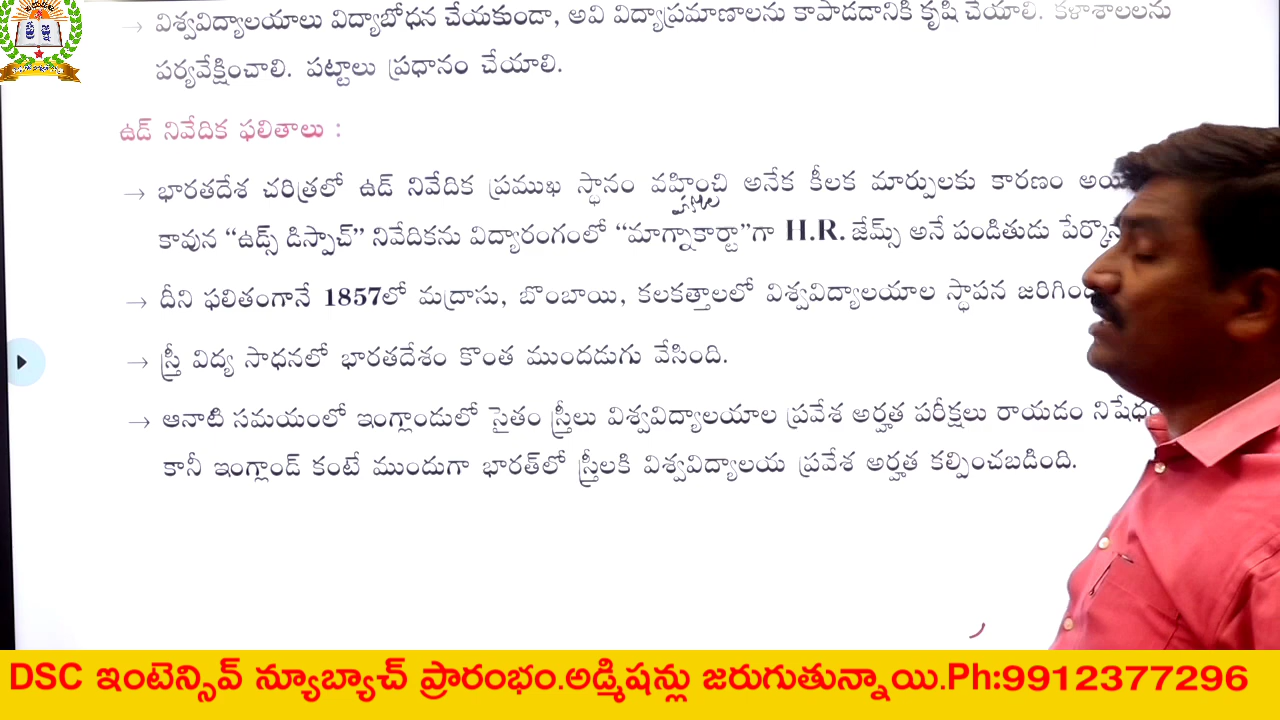 → విశ్వవిద్యాలయాలు విద్యాబోధన చేయకుండా, అవి విద్యాప్రమాణాలను కాపాడడానికి కృషి చేయాలి. కళాశాలలను
పర్యవేక్షించాలి. పట్టాలు ప్రధానం చేయాలి.
ఉడ్ నివేదిక ఫలితాలు :
→ భారతదేశ చరిత్రలో ఉడ్ నివేదిక ప్రముఖ స్థానం వహ్నించి అనేక కీలక మార్పులకు కారణం
కావున “ఉడ్స్ డిస్పాచ్” నివేదికను విద్యారంగంలో “మాగ్నాకార్టా”గా H.R. జేమ్స్ అనే పండితుడు
→ దీని ఫలితంగానే 1857లో మద్రాసు, బొంబాయి, కలకత్తాలలో విశ్వవిద్యాలయాల స్థాపన
→ స్త్రీ విద్య సాధనలో భారతదేశం కొంత ముందడుగు వేసింది.
→ ఆనాటి సమయంలో ఇంగ్లాండులో సైతం స్త్రీలు విశ్వవిద్యాలయాల ప్రవేశ అర్హత పరీక్షలు రాయడం
కానీ ఇంగ్లాండ్ కంటే ముందుగా భారత్‌లో స్త్రీలకి విశ్వవిద్యాలయ ప్రవేశ అర్హత కల్పించబడింది.
DSC ఇంటెన్సివ్ న్యూబ్యాచ్ ప్రారంభం.అడ్మిషన్లు జరుగుతున్నాయి.Ph:9912377296